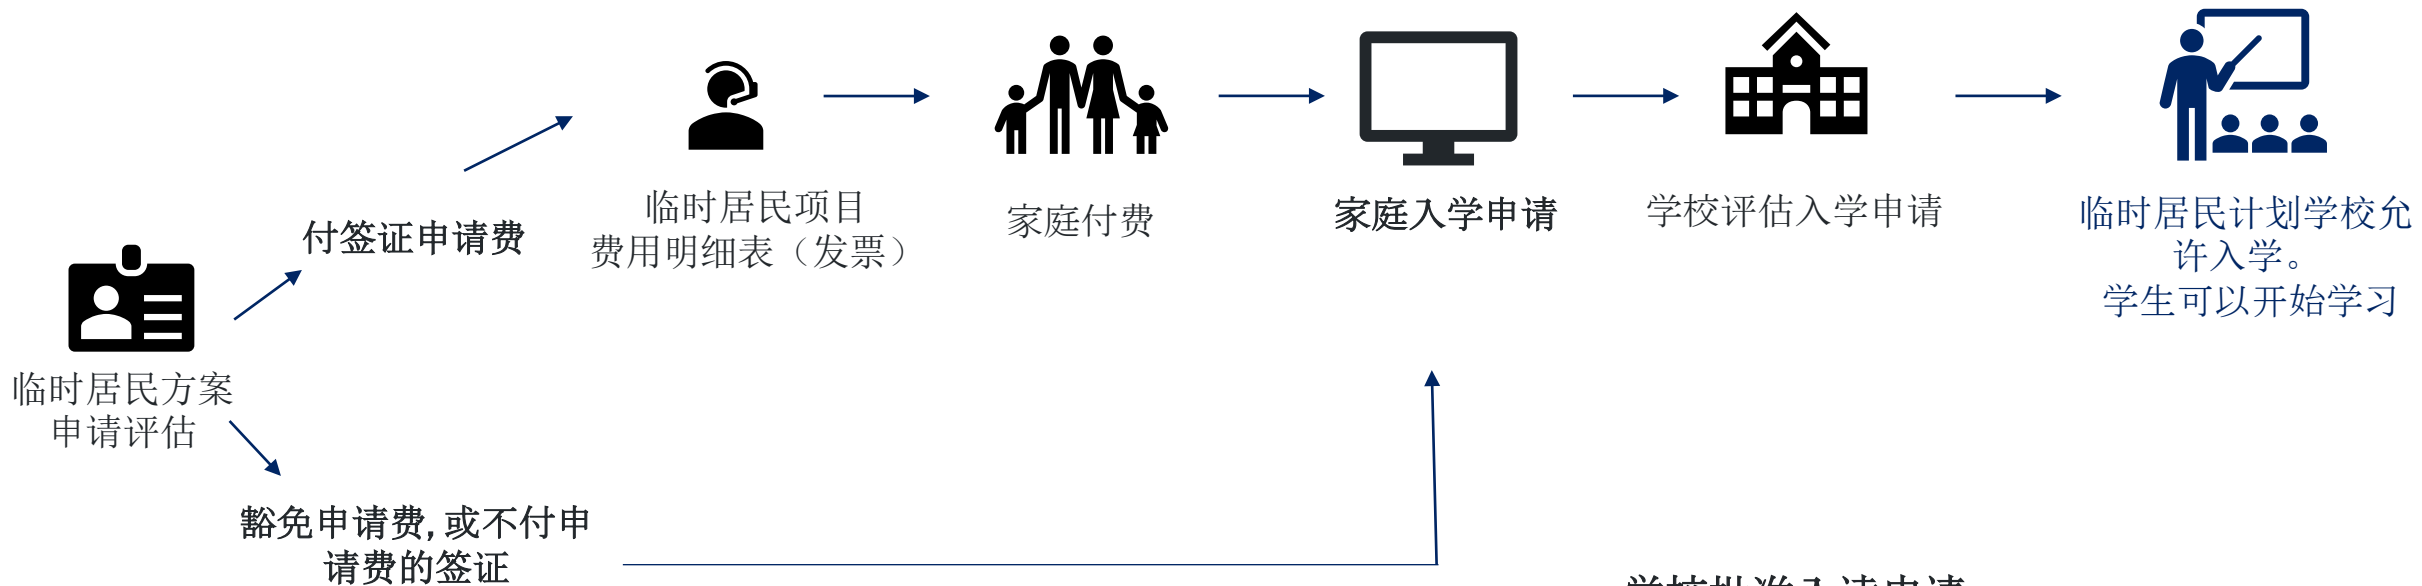 付签证申请费
临时居民项目
费用明细表（发票）
家庭付费
家庭入学申请
学校评估入学申请
临时居民计划学校允
许入学。
学生可以开始学习
临时居民方案
申请评估
豁免申请费, 或不付申
请费的签证